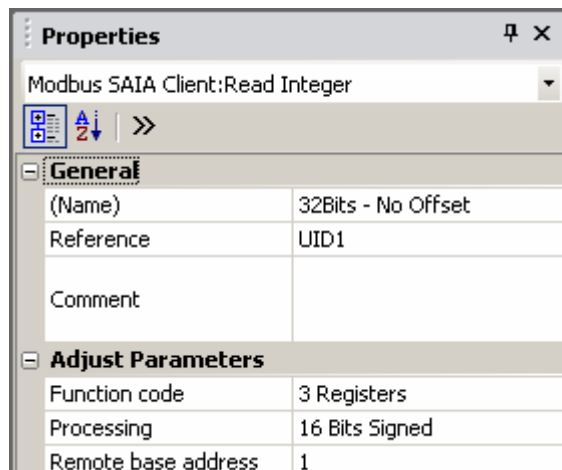 Properties
Modbus SAIA Client:Read Integer
General
(Name) 32Bits - No Offset
Reference UID1
Comment
Adjust Parameters
Function code 3 Registers
Processing 16 Bits Signed
Remote base address 1